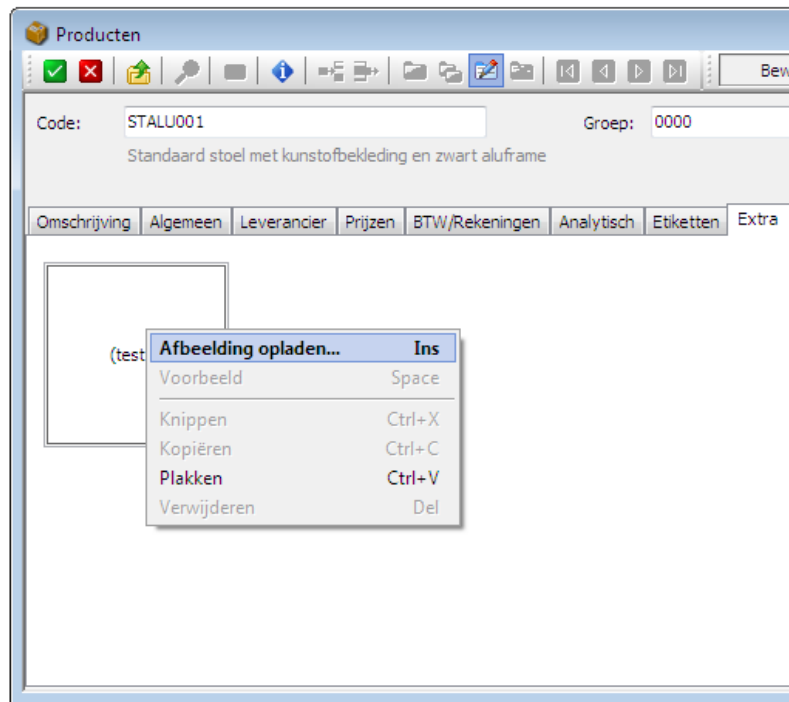 Producten
Bew
Code: STALU001 Groep: 0000
Standaard stoel met kunstofbekleding en zwart aluframe
Omschrijving Algemeen Leverancier Prijzen BTW/Rekeningen Analytisch Etiketten Extra
(test
Afbeelding opladen... Ins
Voorbeeld Space
Knippen Ctrl+X
Kopiëren Ctrl+C
Plakken Ctrl+V
Verwijderen Del